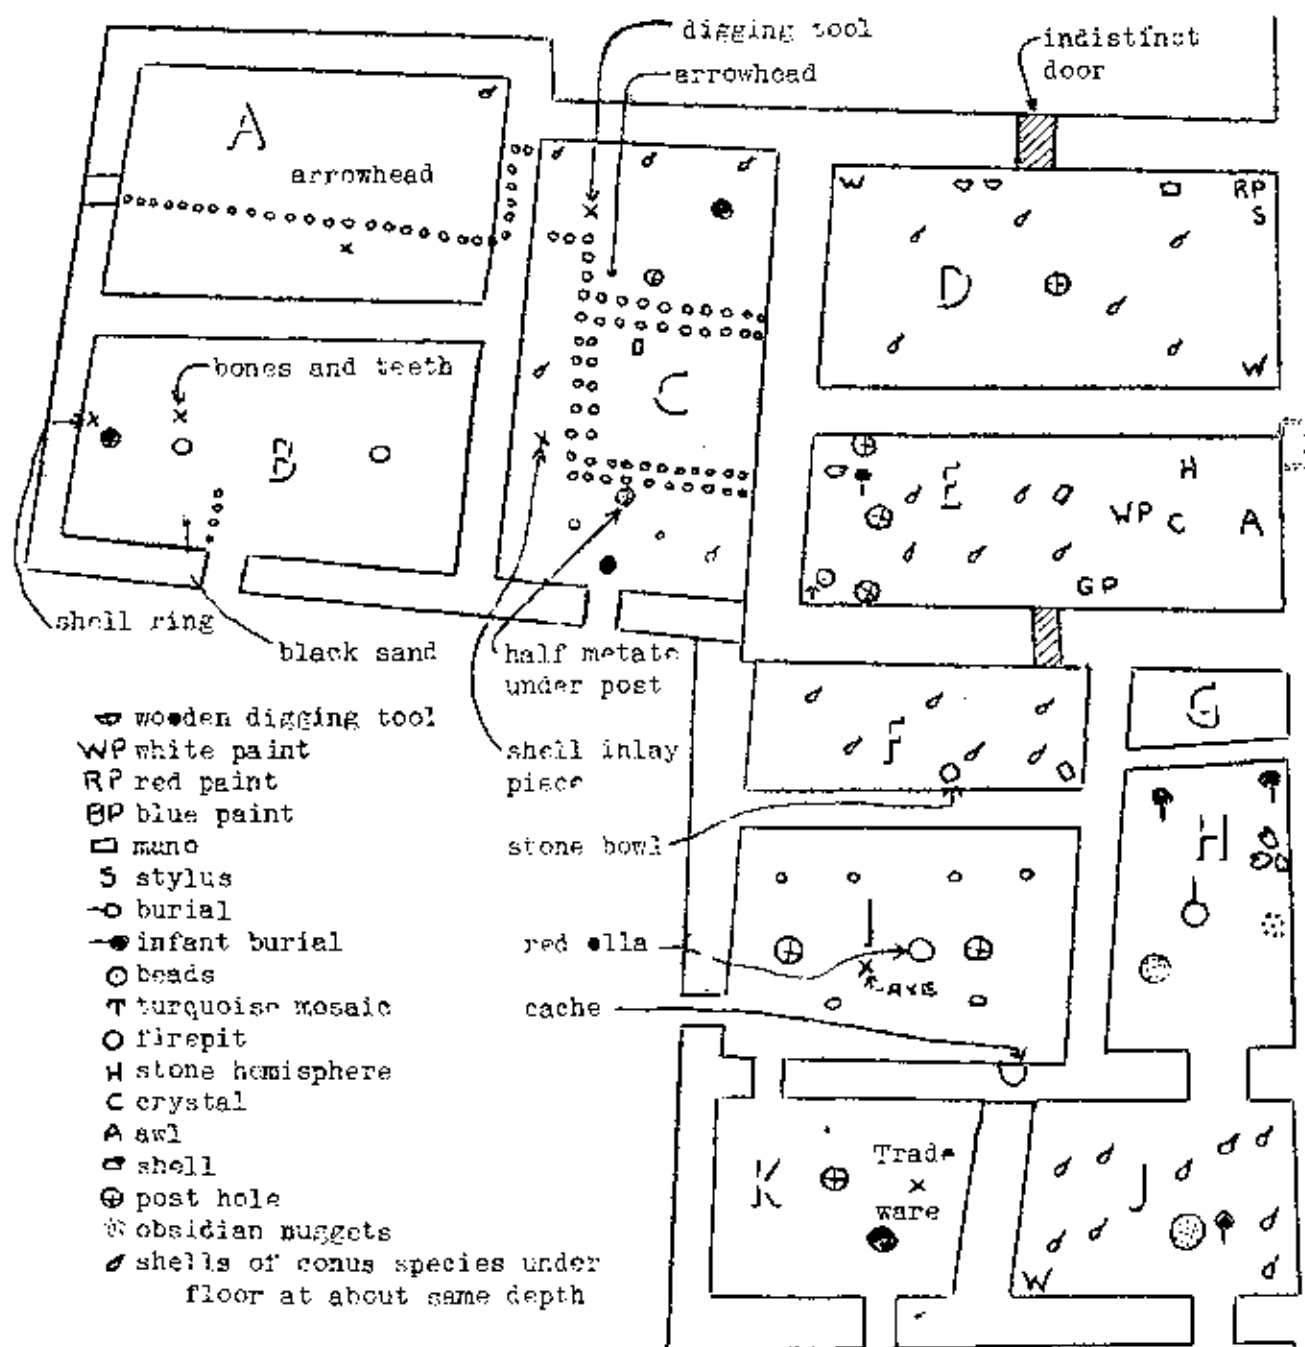 digging tool
arrowhead
indistinct
door
A
arrowhead
W
RP
S
D
W
C
bones and teeth
B
E
H
WP
C
A
GP
shell ring
black sand
half metate
under post
shell inlay
piece
stone bowl
F
G
H
wooden digging tool
WP white paint
RP red paint
BP blue paint
mano
S stylus
burial
infant burial
beads
turquoise mosaic
firepit
H stone hemisphere
C crystal
A awl
shell
post hole
obsidian nuggets
shells of conus species under
floor at about same depth
I
red olla
AXE
cache
K
Trade
ware
J
W